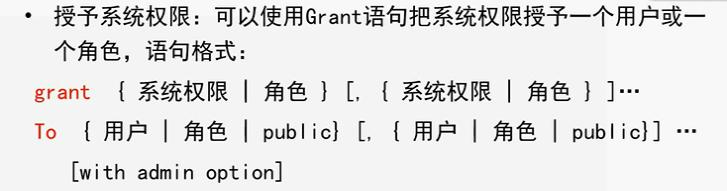 • 授予系统权限: 可以使用Grant语句把系统权限授予一个用户或一
个角色, 语句格式:
grant { 系统权限 | 角色 } [, { 系统权限 | 角色 } ]…
To { 用户 | 角色 | public} [, { 用户 | 角色 | public}] …
[with admin option]